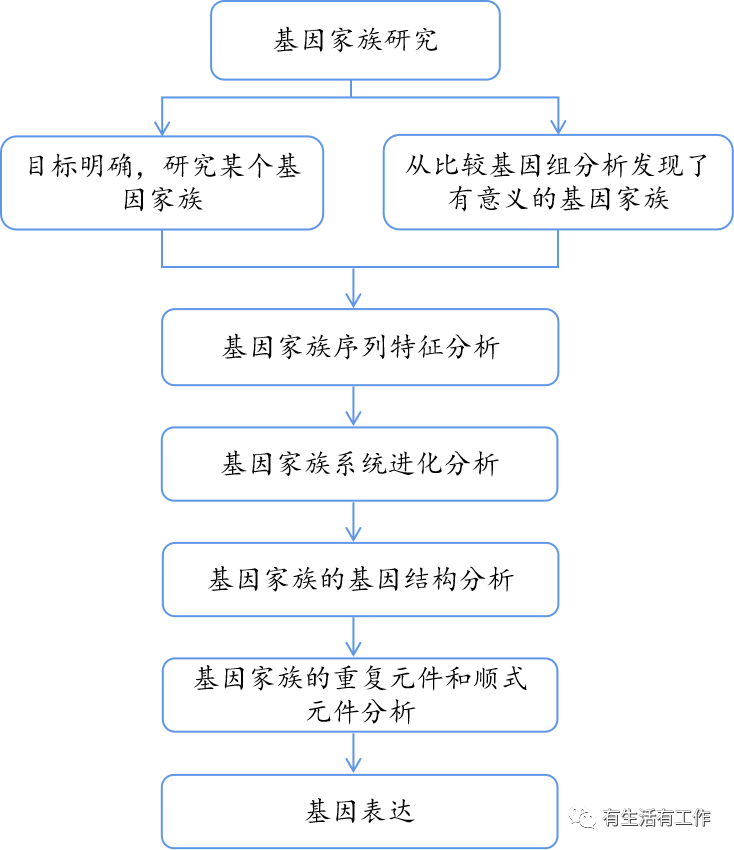 基因家族研究
目标明确，研究某个基
因家族
从比较基因组分析发现了
有意义的基因家族
基因家族序列特征分析
基因家族系统进化分析
基因家族的基因结构分析
基因家族的重复元件和顺式
元件分析
基因表达
有生活有工作